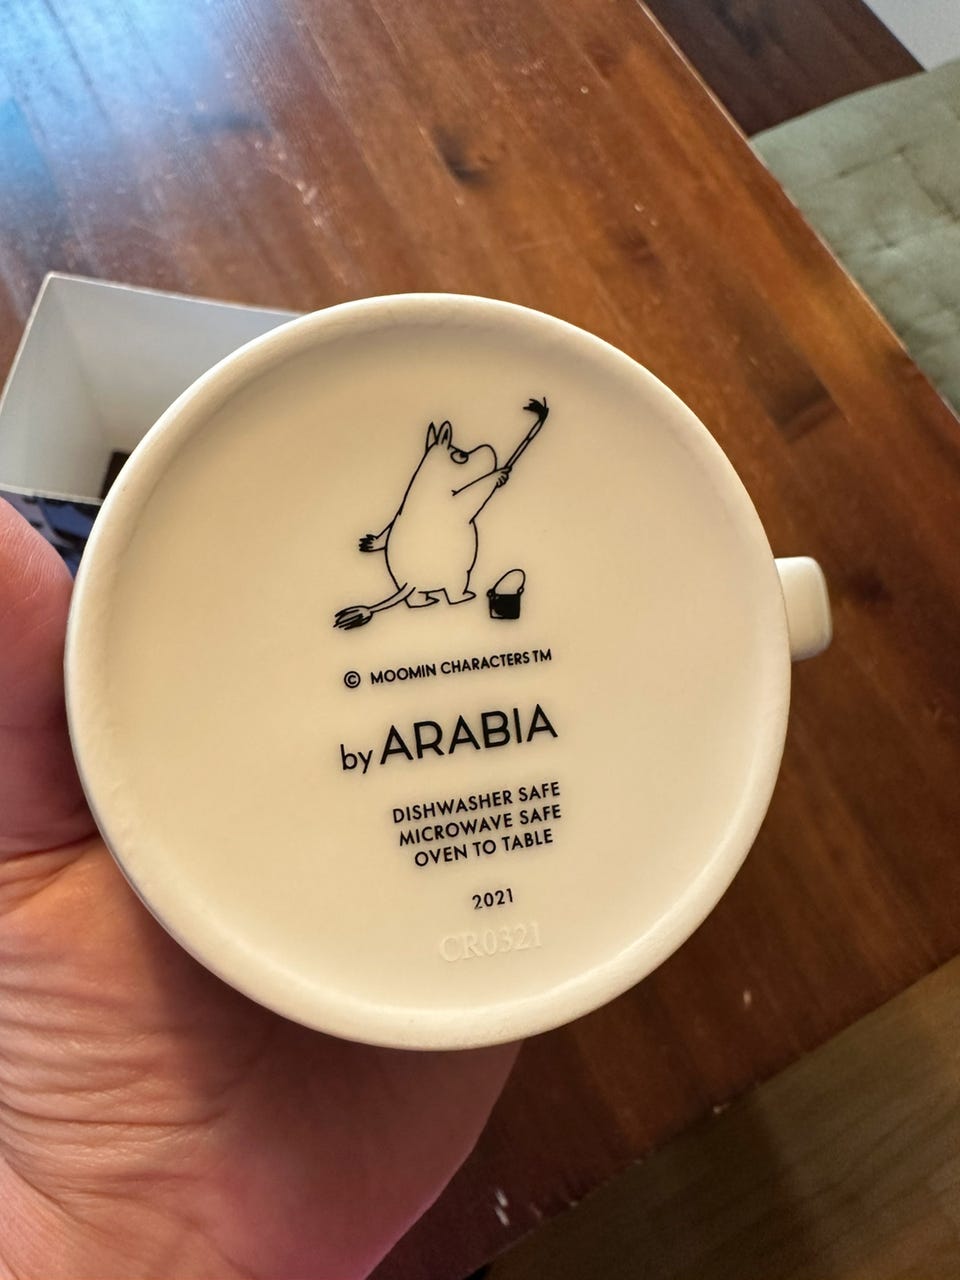 © MOOMIN CHARACTERS TM
by ARABIA
DISHWASHER SAFE
MICROWAVE SAFE
OVEN TO TABLE
2021
CR0321